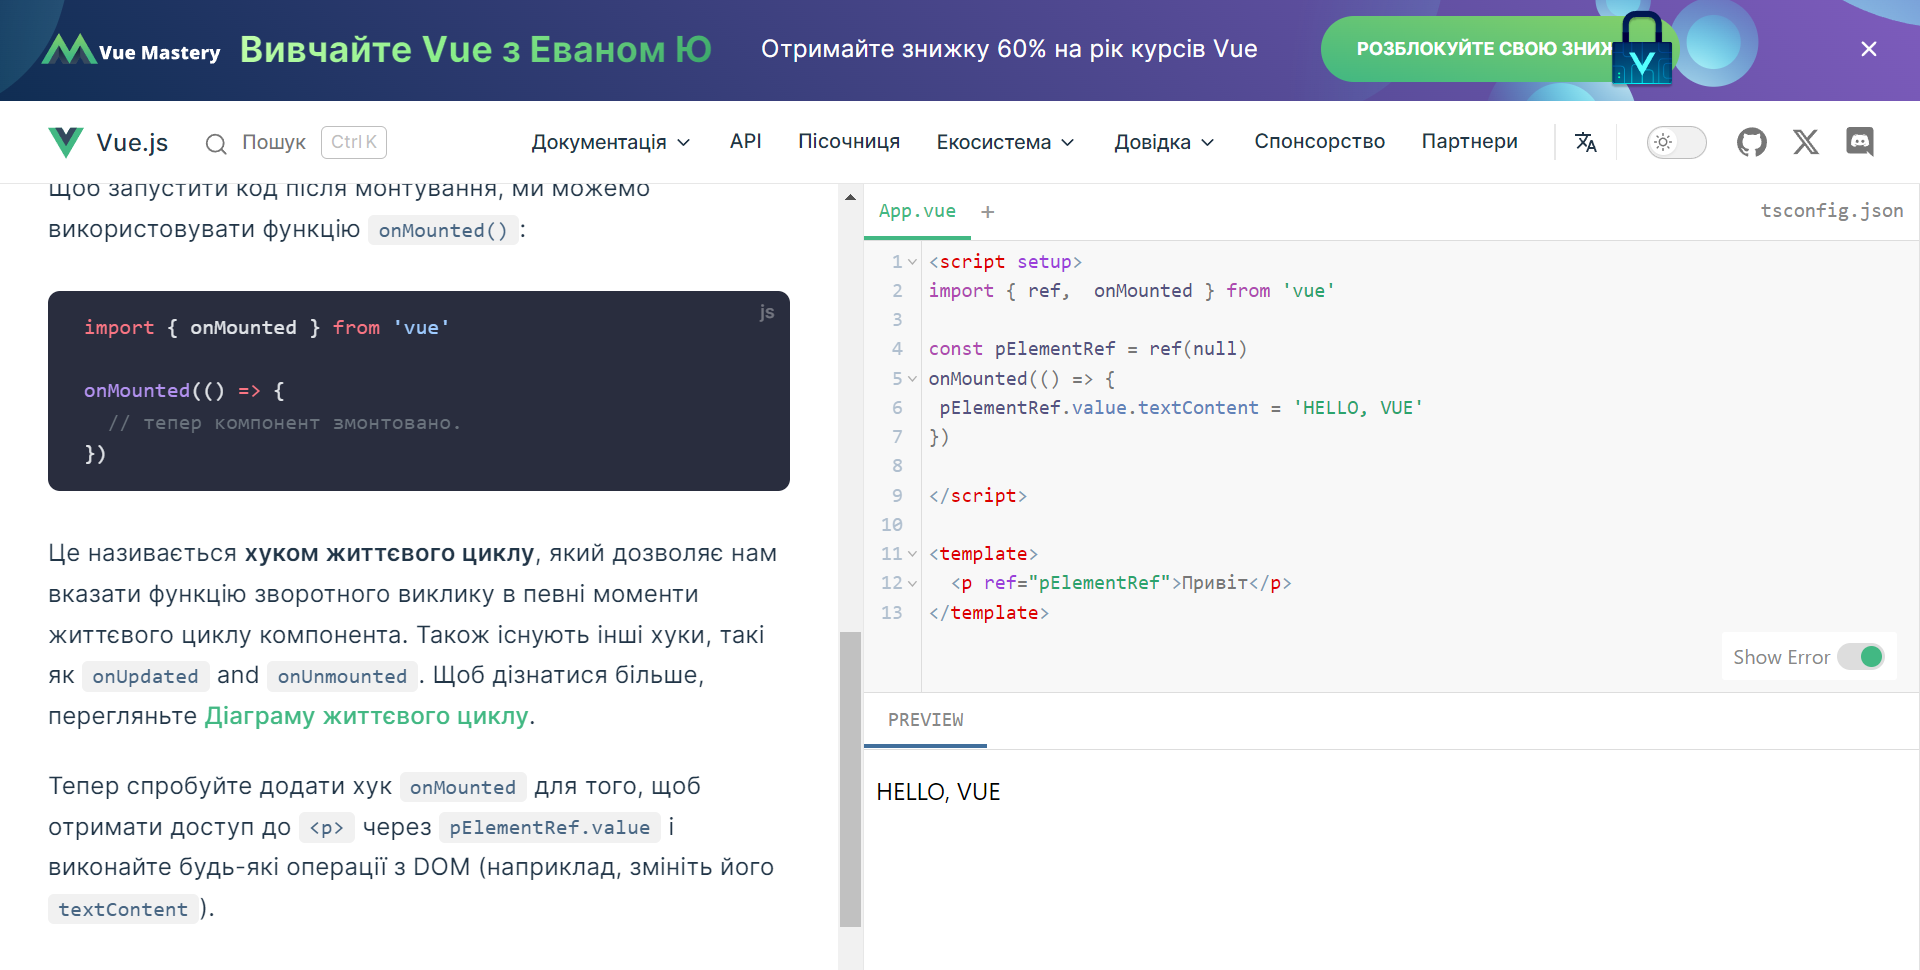 Vue Mastery
Вивчайте Vue з Еваном Ю
Отримайте знижку 60% на рік курсів Vue
РОЗБЛОКУЙТЕ СВОЮ
Vue.js
Пошук
Ctrl K
Документація
API
Пісочниця
Екосистема
Довідка
Спонсорство
Партнери
Щоб запустити код після монтування, ми можемо
використовувати функцію onMounted() :
js
import { onMounted } from 'vue'
onMounted(() => {
// тепер компонент змонтовано.
})
Це називається хуком життєвого циклу, який дозволяє нам
вказати функцію зворотного виклику в певні моменти
життєвого циклу компонента. Також існують інші хуки, такі
як onUpdated and onUnmounted . Щоб дізнатися більше,
перегляньте Діаграму життєвого циклу.
Тепер спробуйте додати хук onMounted для того, щоб
отримати доступ до <p> через pElementRef.value і
виконайте будь-які операції з DOM (наприклад, змініть його
textContent ).
App.vue +
tsconfig.json
1 <script setup>
2 import { ref,  onMounted } from 'vue'
3
4 const pElementRef = ref(null)
5 onMounted(() => {
6  pElementRef.value.textContent = 'HELLO, VUE'
7 })
8
9 </script>
10
11 <template>
12   <p ref="pElementRef">Привіт</p>
13 </template>
Show Error
PREVIEW
HELLO, VUE